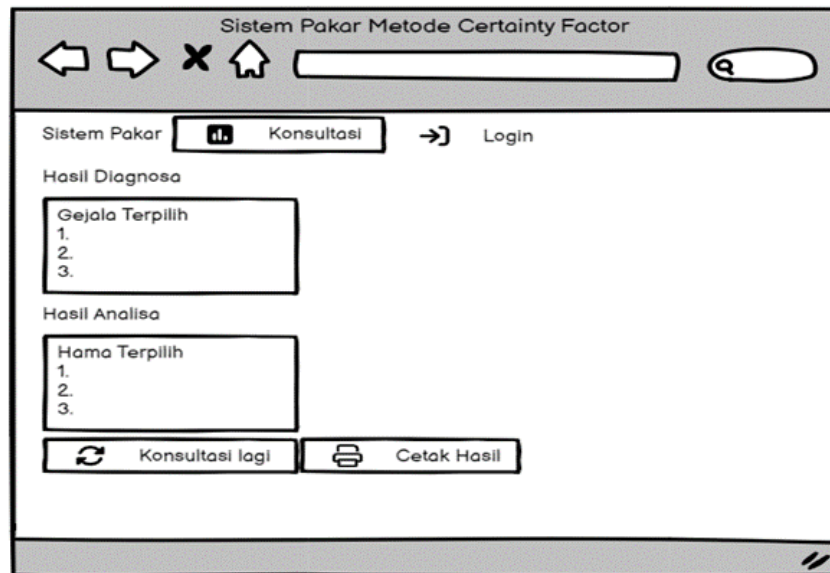 Sistem Pakar Metode Certainty Factor
Sistem Pakar Konsultasi Login
Hasil Diagnosa
Gejala Terpilih
1.
2.
3.
Hasil Analisa
Hama Terpilih
1.
2.
3.
Konsultasi lagi Cetak Hasil